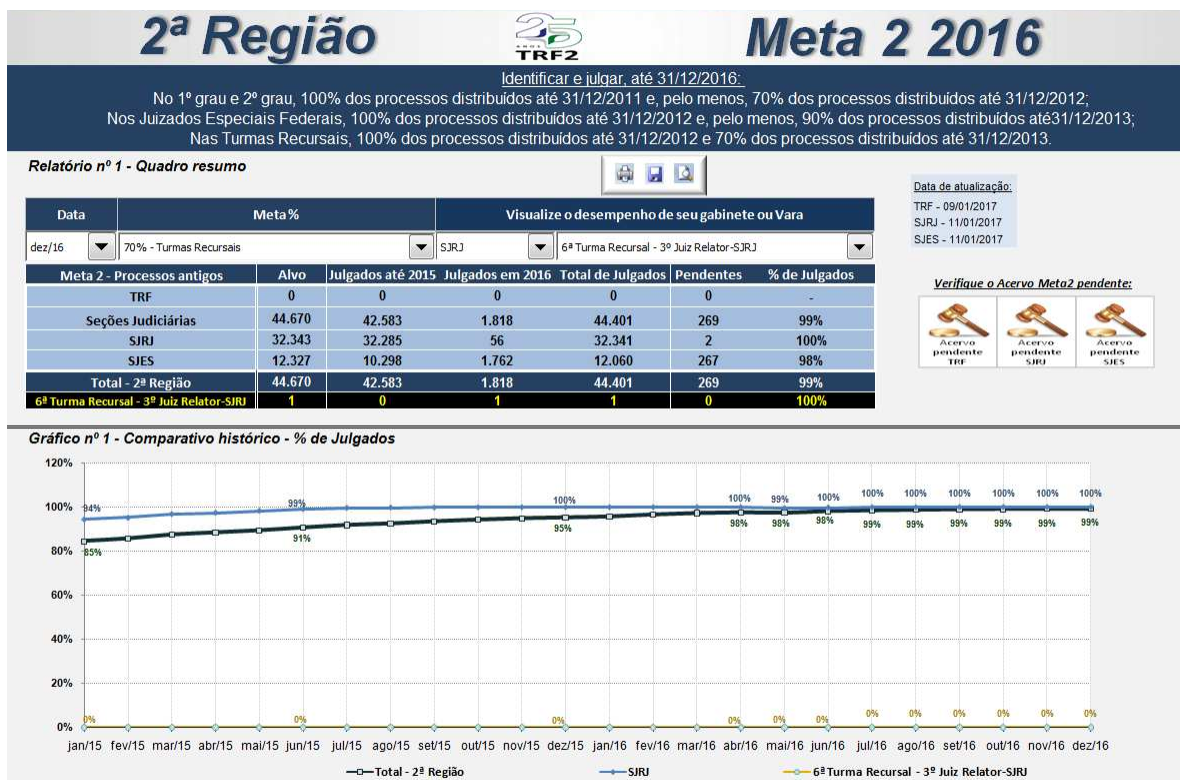 2ª Região
25
ANOS
TRF2
Meta 2 2016
Identificar e julgar, até 31/12/2016:
No 1º grau e 2º grau, 100% dos processos distribuídos até 31/12/2011 e, pelo menos, 70% dos processos distribuídos até 31/12/2012;
Nos Juizados Especiais Federais, 100% dos processos distribuídos até 31/12/2012 e, pelo menos, 90% dos processos distribuídos até31/12/2013;
Nas Turmas Recursais, 100% dos processos distribuídos até 31/12/2012 e 70% dos processos distribuídos até 31/12/2013.
Relatório nº 1 - Quadro resumo
Data de atualização:
TRF - 09/01/2017
SJRJ - 11/01/2017
SJES - 11/01/2017
Data Meta% Visualize o desempenho de seu gabinete ou Vara
dez/16 70% - Turmas Recursais SJRJ 6ª Turma Recursal - 3º Juiz Relator-SJRJ
Meta 2 - Processos antigos Alvo Julgados até 2015 Julgados em 2016 Total de Julgados Pendentes % de Julgados
TRF 0 0 0 0 0 -
Seções Judiciárias 44.670 42.583 1.818 44.401 269 99%
SJRJ 32.343 32.285 56 32.341 2 100%
SJES 12.327 10.298 1.762 12.060 267 98%
Total - 2ª Região 44.670 42.583 1.818 44.401 269 99%
6ª Turma Recursal - 3º Juiz Relator-SJRJ 1 0 1 1 0 100%
Verifique o Acervo Meta2 pendente:
Acervo pendente TRF
Acervo pendente SJRJ
Acervo pendente SJES
Gráfico nº 1 - Comparativo histórico - % de Julgados
120%
100%
80%
60%
40%
20%
0%
94% 99% 100% 100% 99% 100% 100% 100% 100% 100% 100% 100%
85% 91% 95% 98% 98% 98% 99% 99% 99% 99% 99% 99%
0% 0% 0% 0% 0% 0% 0% 0% 0% 0% 0% 0%
jan/15 fev/15 mar/15 abr/15 mai/15 jun/15 jul/15 ago/15 set/15 out/15 nov/15 dez/15 jan/16 fev/16 mar/16 abr/16 mai/16 jun/16 jul/16 ago/16 set/16 out/16 nov/16 dez/16
Total - 2ª Região SJRJ 6ª Turma Recursal - 3º Juiz Relator-SJRJ